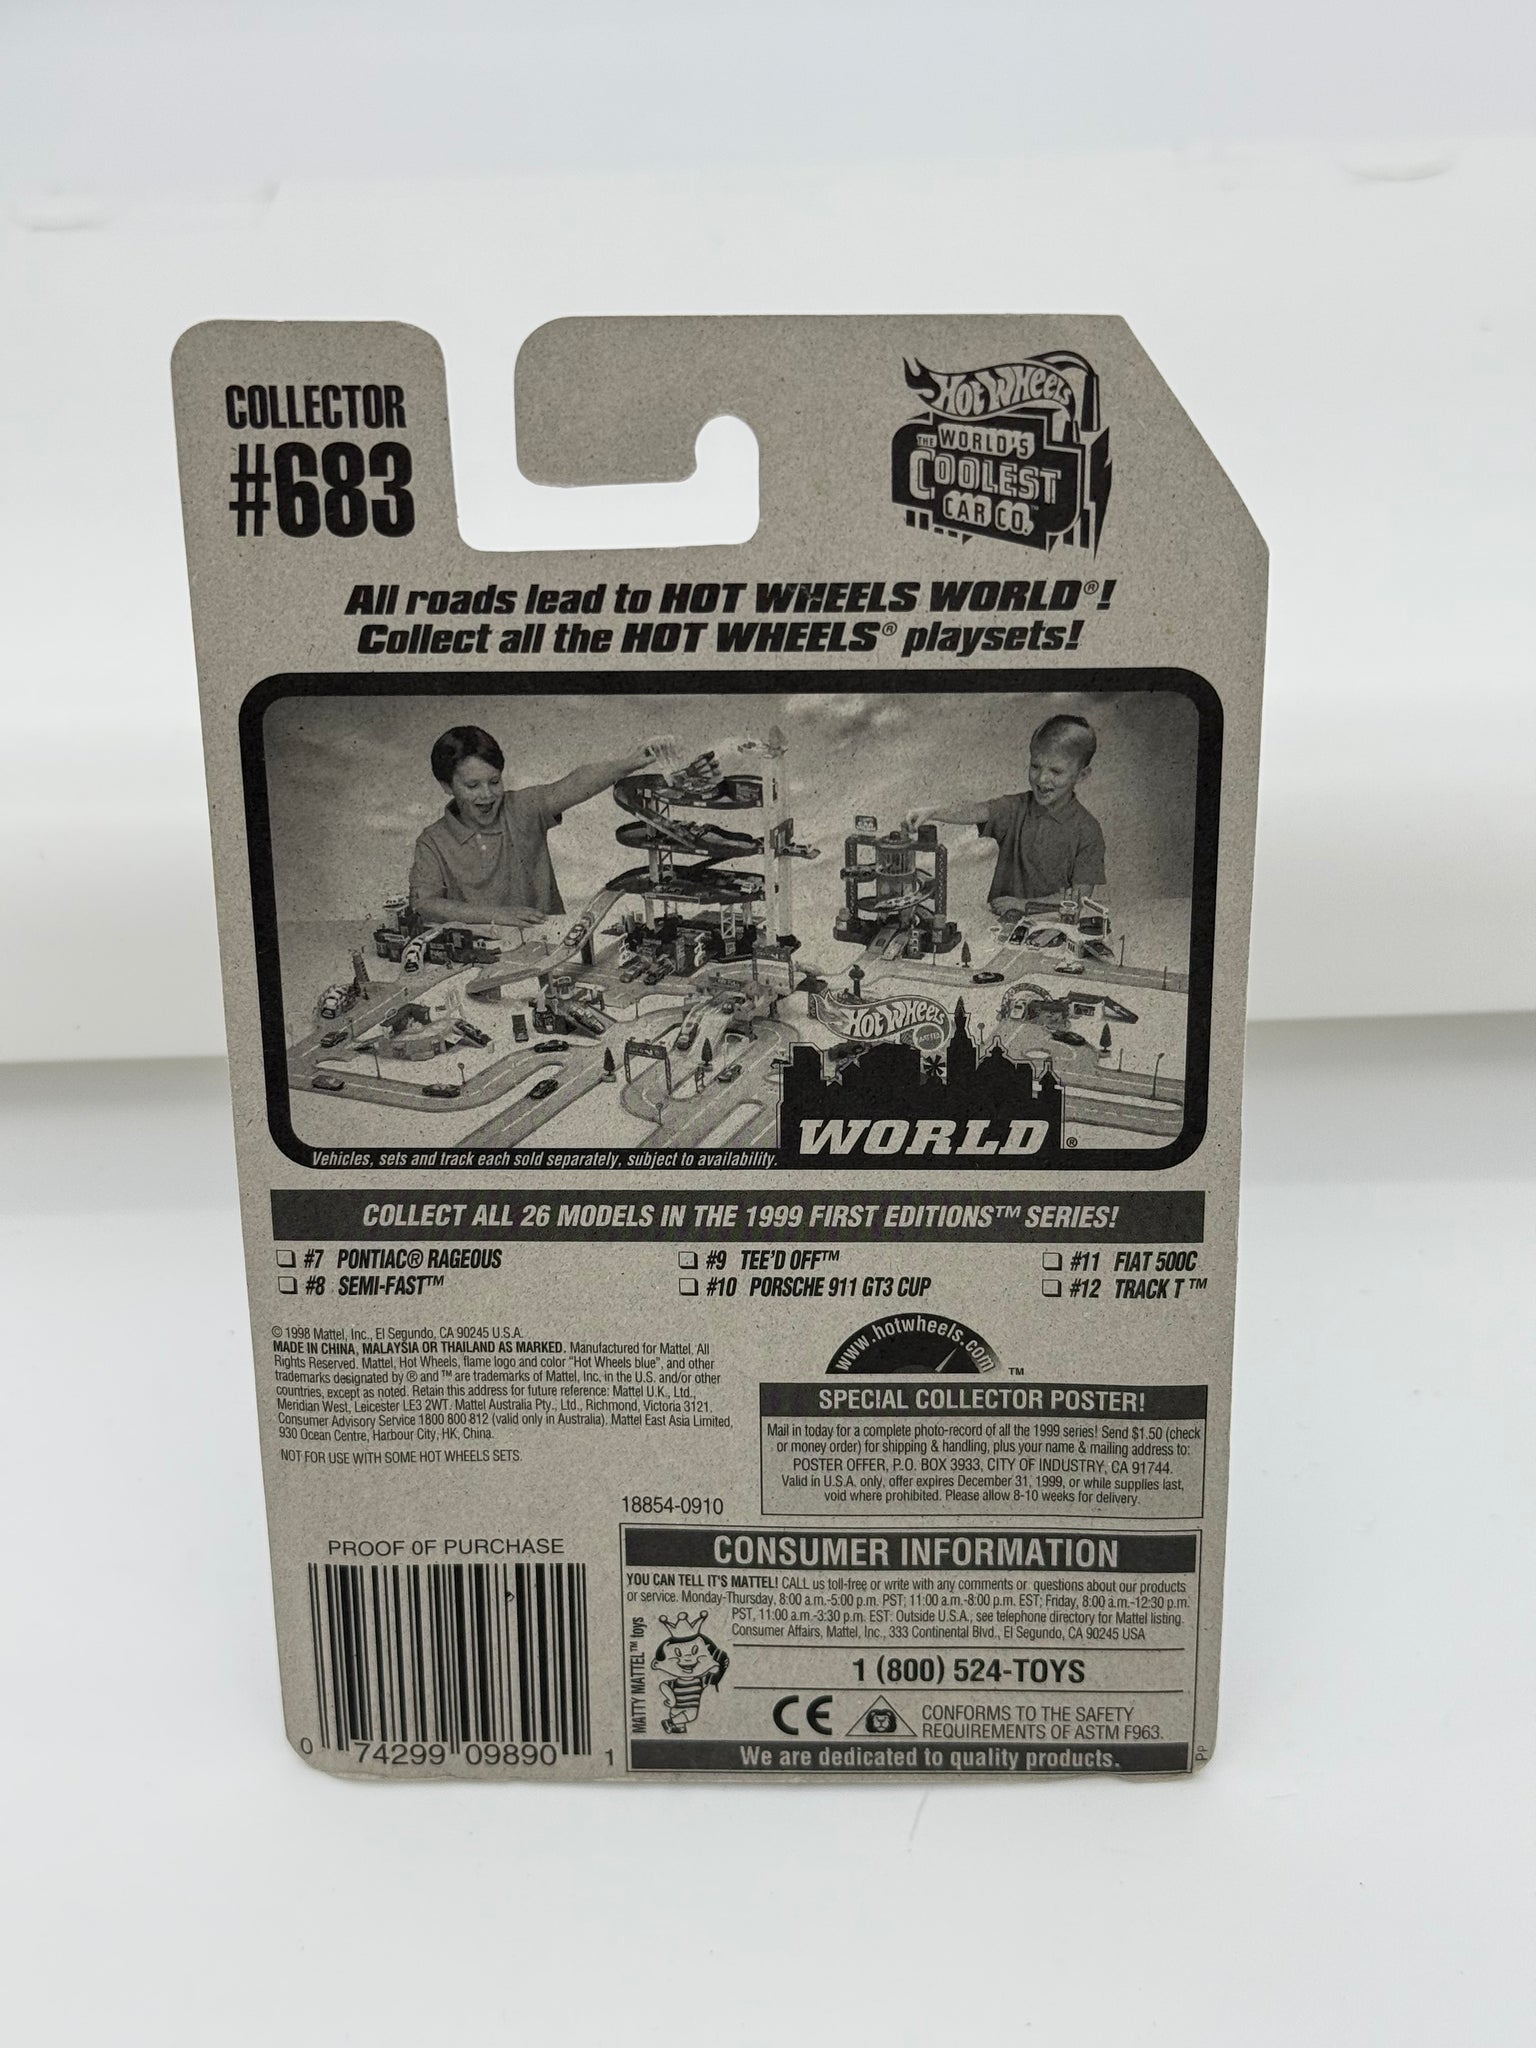 COLLECTOR
#683
HOT WHEELS
THE WORLD'S
COOLEST
CAR CO.™
All roads lead to HOT WHEELS WORLD®!
Collect all the HOT WHEELS® playsets!
HOT WHEELS
MATTEL
WORLD®
Vehicles, sets and track each sold separately, subject to availability.
COLLECT ALL 26 MODELS IN THE 1999 FIRST EDITIONS™ SERIES!
#7 PONTIAC® RAGEOUS
#8 SEMI-FAST™
#9 TEE'D OFF™
#10 PORSCHE 911 GT3 CUP
#11 FIAT 500C
#12 TRACK T™
© 1998 Mattel, Inc., El Segundo, CA 90245 U.S.A.
MADE IN CHINA, MALAYSIA OR THAILAND AS MARKED. Manufactured for Mattel. All
Rights Reserved. Mattel, Hot Wheels, flame logo and color "Hot Wheels blue", and other
trademarks designated by ® and ™ are trademarks of Mattel, Inc. in the U.S. and/or other
countries, except as noted. Retain this address for future reference: Mattel U.K., Ltd.,
Meridian West, Leicester LE3 2WT. Mattel Australia Pty., Ltd., Richmond, Victoria 3121.
Consumer Advisory Service 1800 800 812 (valid only in Australia). Mattel East Asia Limited,
930 Ocean Centre, Harbour City, HK, China.
NOT FOR USE WITH SOME HOT WHEELS SETS.
18854-0910
www.hotwheels.com™
SPECIAL COLLECTOR POSTER!
Mail in today for a complete photo-record of all the 1999 series! Send $1.50 (check
or money order) for shipping & handling, plus your name & mailing address to:
POSTER OFFER, P.O. BOX 3933, CITY OF INDUSTRY, CA 91744.
Valid in U.S.A. only, offer expires December 31, 1999, or while supplies last,
void where prohibited. Please allow 8-10 weeks for delivery.
PROOF OF PURCHASE
0 74299 09890 1
CONSUMER INFORMATION
YOU CAN TELL IT'S MATTEL! CALL us toll-free or write with any comments or questions about our products
or service. Monday-Thursday, 8:00 a.m.-5:00 p.m. PST; 11:00 a.m.-8:00 p.m. EST; Friday, 8:00 a.m.-12:30 p.m.
PST, 11:00 a.m.-3:30 p.m. EST. Outside U.S.A., see telephone directory for Mattel listing.
Consumer Affairs, Mattel, Inc., 333 Continental Blvd., El Segundo, CA 90245 USA
MATTY MATTEL™ toys
1 (800) 524-TOYS
CE
CONFORMS TO THE SAFETY
REQUIREMENTS OF ASTM F963.
We are dedicated to quality products.
PP